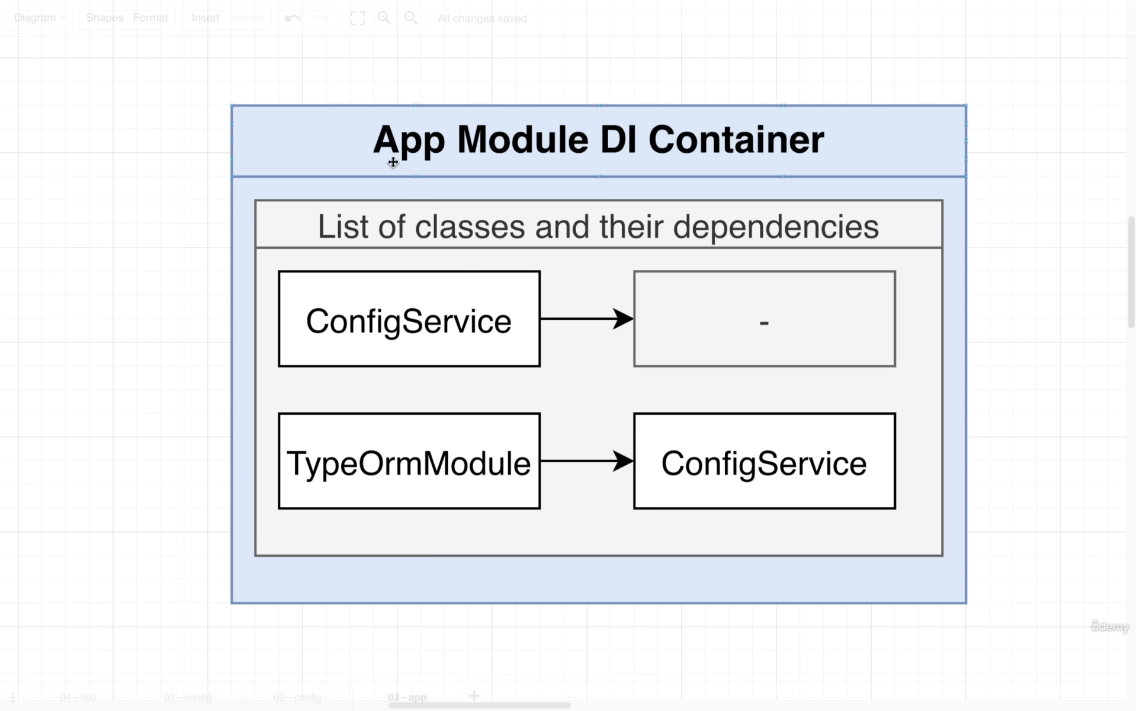 Diagram Shapes Format Insert Delete All changes saved
App Module DI Container
List of classes and their dependencies
ConfigService
-
TypeOrmModule
ConfigService
ûdemy
04 - two 01 - config 02 - config 03 - app